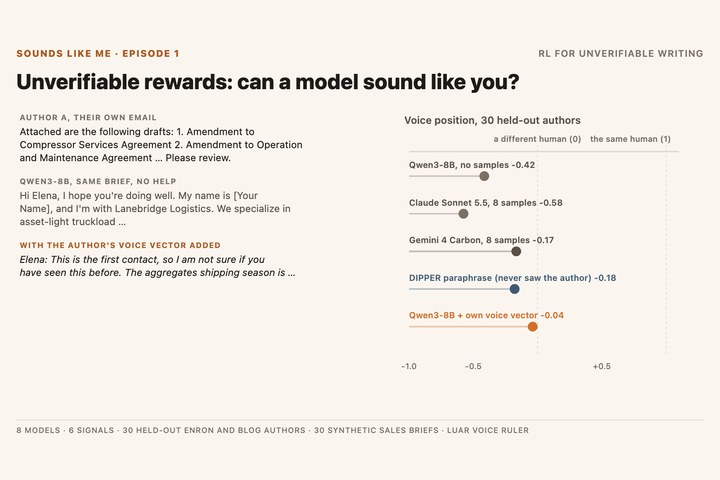 SOUNDS LIKE ME · EPISODE 1
RL FOR UNVERIFIABLE WRITING
Unverifiable rewards: can a model sound like you?
AUTHOR A, THEIR OWN EMAIL
Attached are the following drafts: 1. Amendment to
Compressor Services Agreement 2. Amendment to Operation
and Maintenance Agreement ... Please review.
QWEN3-8B, SAME BRIEF, NO HELP
Hi Elena, I hope you're doing well. My name is [Your
Name], and I'm with Lanebridge Logistics. We specialize in
asset-light truckload ...
WITH THE AUTHOR'S VOICE VECTOR ADDED
Elena: This is the first contact, so I am not sure if you
have seen this before. The aggregates shipping season is ...
Voice position, 30 held-out authors
a different human (0) the same human (1)
Qwen3-8B, no samples -0.42
Claude Sonnet 5.5, 8 samples -0.58
Gemini 4 Carbon, 8 samples -0.17
DIPPER paraphrase (never saw the author) -0.18
Qwen3-8B + own voice vector -0.04
-1.0 -0.5 +0.5
8 MODELS · 6 SIGNALS · 30 HELD-OUT ENRON AND BLOG AUTHORS · 30 SYNTHETIC SALES BRIEFS · LUAR VOICE RULER